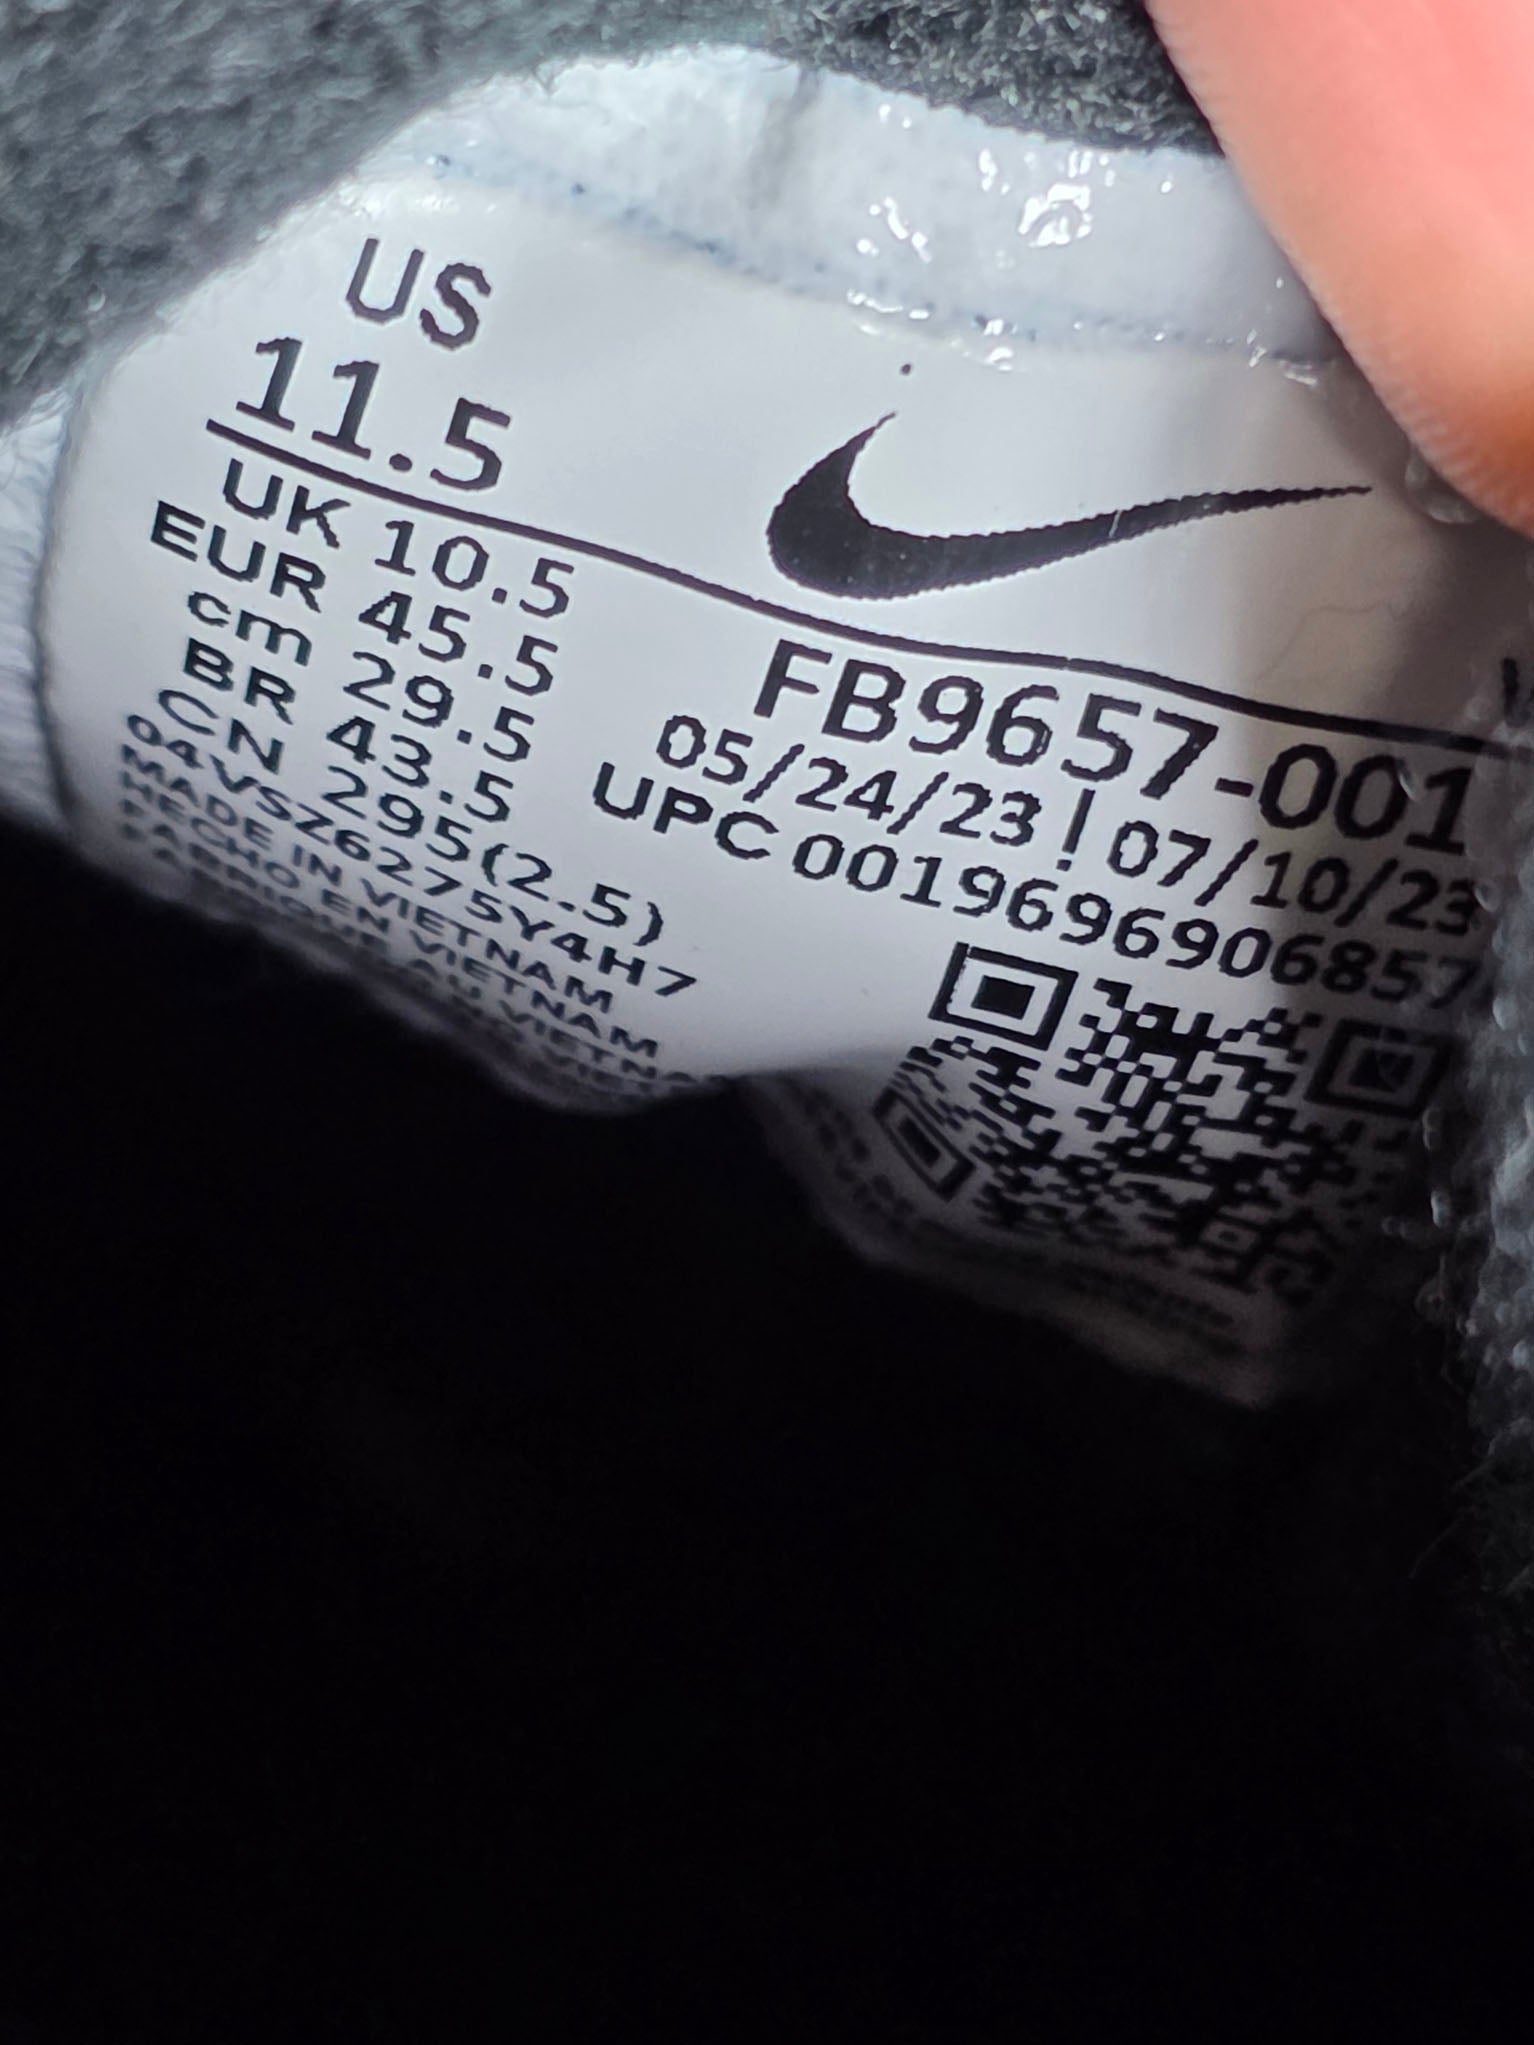 US
11.5
UK 10.5
EUR 45.5
cm 29.5
BR 43.5
CN 295(2.5)
04VSZ6275Y4H7
MADE IN VIETNAM
HECHO EN VIETNAM
FB9657-001
05/24/23 ! 07/10/23
UPC 0019696906857